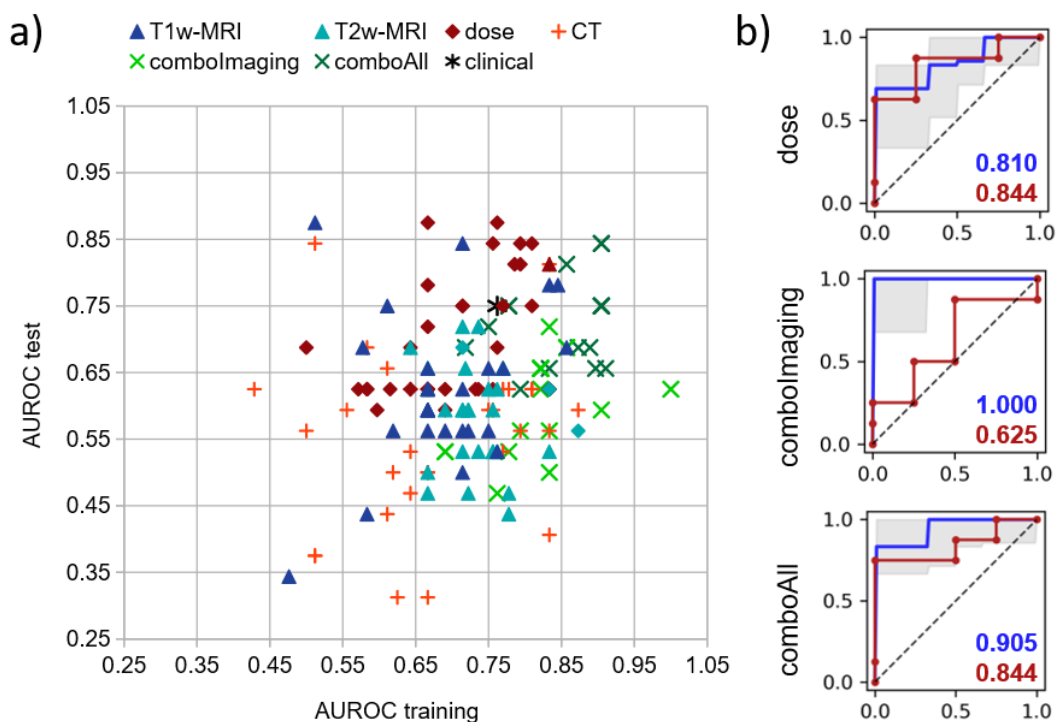 a)
T1w-MRI T2w-MRI dose CT
comboImaging comboAll clinical
1.05
0.95
0.85
0.75
0.65
0.55
0.45
0.35
0.25
AUROC test
0.25 0.35 0.45 0.55 0.65 0.75 0.85 0.95 1.05
AUROC training
b)
dose
1.0
0.5
0.0
0.810
0.844
0.0 0.5 1.0
comboImaging
1.0
0.5
0.0
1.000
0.625
0.0 0.5 1.0
comboAll
1.0
0.5
0.0
0.905
0.844
0.0 0.5 1.0